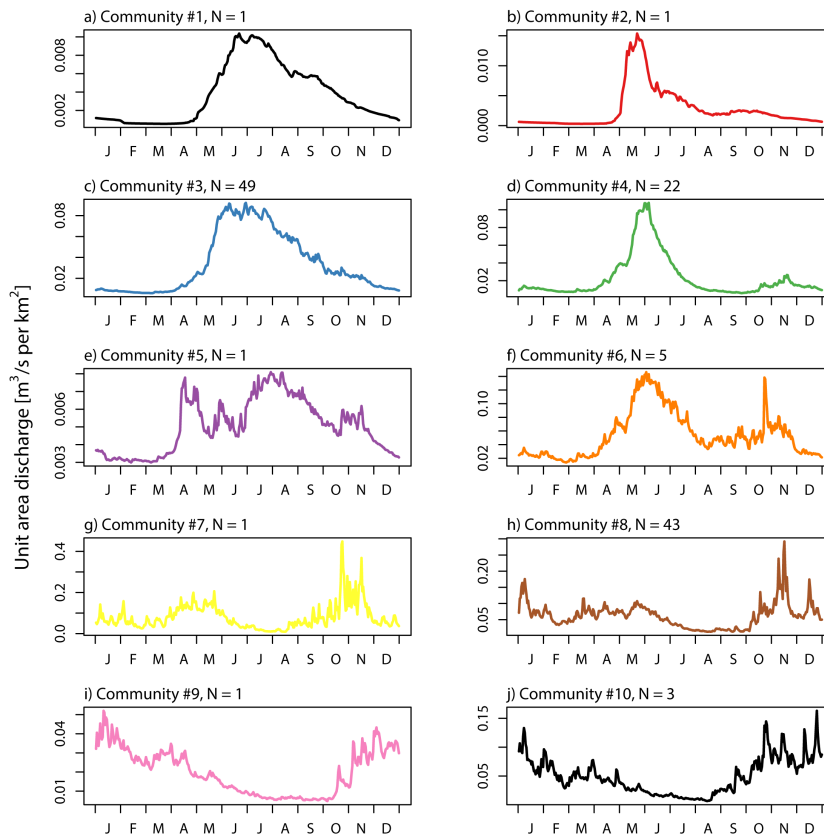 a) Community #1, N = 1
0.002 0.008
J F M A M J J A S O N D
b) Community #2, N = 1
0.000 0.010
J F M A M J J A S O N D
c) Community #3, N = 49
0.02 0.08
J F M A M J J A S O N D
d) Community #4, N = 22
0.02 0.08
J F M A M J J A S O N D
Unit area discharge [m³/s per km²]
e) Community #5, N = 1
0.003 0.006
J F M A M J J A S O N D
f) Community #6, N = 5
0.02 0.10
J F M A M J J A S O N D
g) Community #7, N = 1
0.0 0.2 0.4
J F M A M J J A S O N D
h) Community #8, N = 43
0.05 0.20
J F M A M J J A S O N D
i) Community #9, N = 1
0.01 0.04
J F M A M J J A S O N D
j) Community #10, N = 3
0.05 0.15
J F M A M J J A S O N D